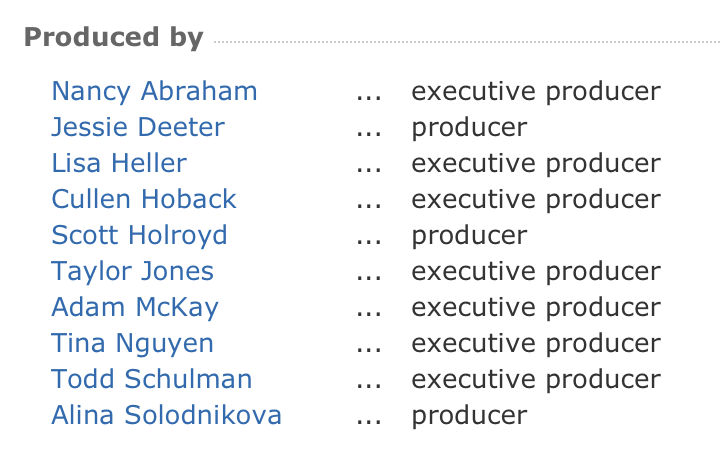 Produced by
Nancy Abraham ... executive producer
Jessie Deeter ... producer
Lisa Heller ... executive producer
Cullen Hoback ... executive producer
Scott Holroyd ... producer
Taylor Jones ... executive producer
Adam McKay ... executive producer
Tina Nguyen ... executive producer
Todd Schulman ... executive producer
Alina Solodnikova ... producer